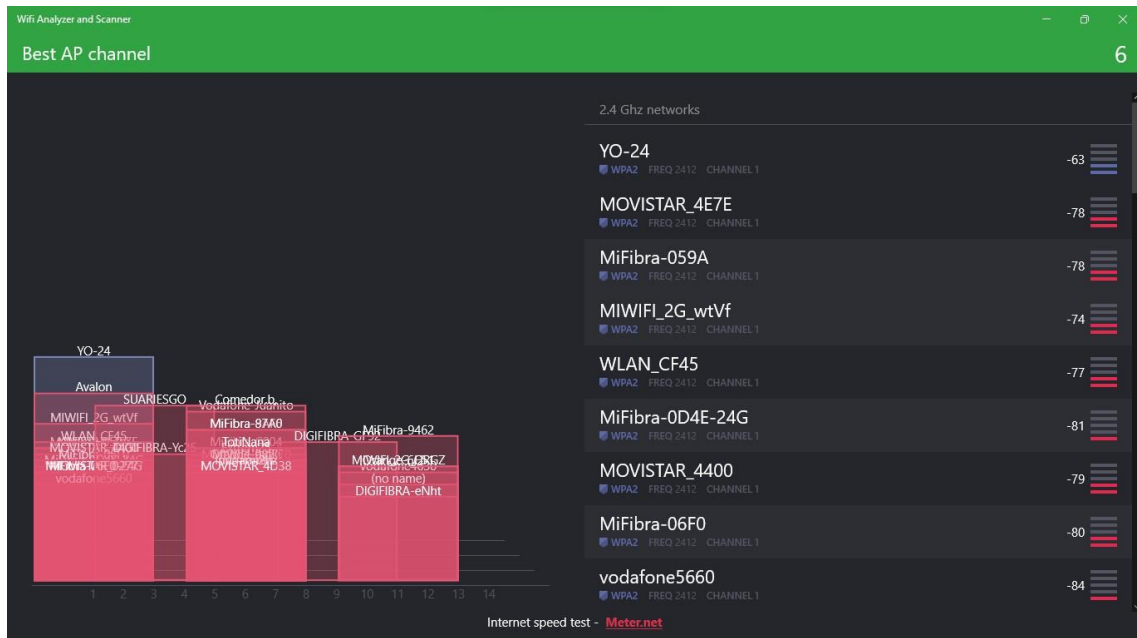 Wifi Analyzer and Scanner
Best AP channel
6
2.4 Ghz networks
YO-24
WPA2 FREQ 2412 CHANNEL 1
-63
MOVISTAR_4E7E
WPA2 FREQ 2412 CHANNEL 1
-78
MiFibra-059A
WPA2 FREQ 2412 CHANNEL 1
-78
MIWIFI_2G_wtVf
WPA2 FREQ 2412 CHANNEL 1
-74
WLAN_CF45
WPA2 FREQ 2412 CHANNEL 1
-77
MiFibra-0D4E-24G
WPA2 FREQ 2412 CHANNEL 1
-81
MOVISTAR_4400
WPA2 FREQ 2412 CHANNEL 1
-79
MiFibra-06F0
WPA2 FREQ 2412 CHANNEL 1
-80
vodafone5660
WPA2 FREQ 2412 CHANNEL 1
-84
YO-24
Avalon
SUARIESGO
Comedor.b
Vodafone-Juanito
MIWIFI_2G_wtVf
MiFibra-87A0
MiFibra-9462
WLAN_CF45
TotiNana
MOVISTAR_4D38
vodafone5660
(no name)
DIGIFIBRA-eNht
1 2 3 4 5 6 7 8 9 10 11 12 13 14
Internet speed test - Meter.net